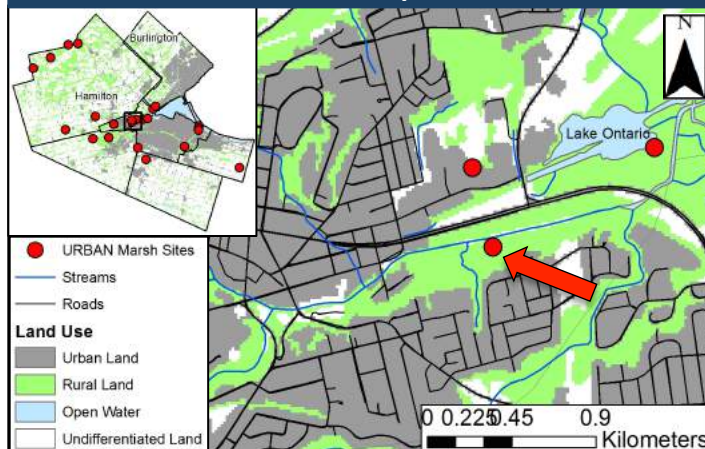 Burlington
Hamilton
N
Lake Ontario
URBAN Marsh Sites
Streams
Roads
Land Use
Urban Land
Rural Land
Open Water
Undifferentiated Land
0 0.225 0.45 0.9
Kilometers